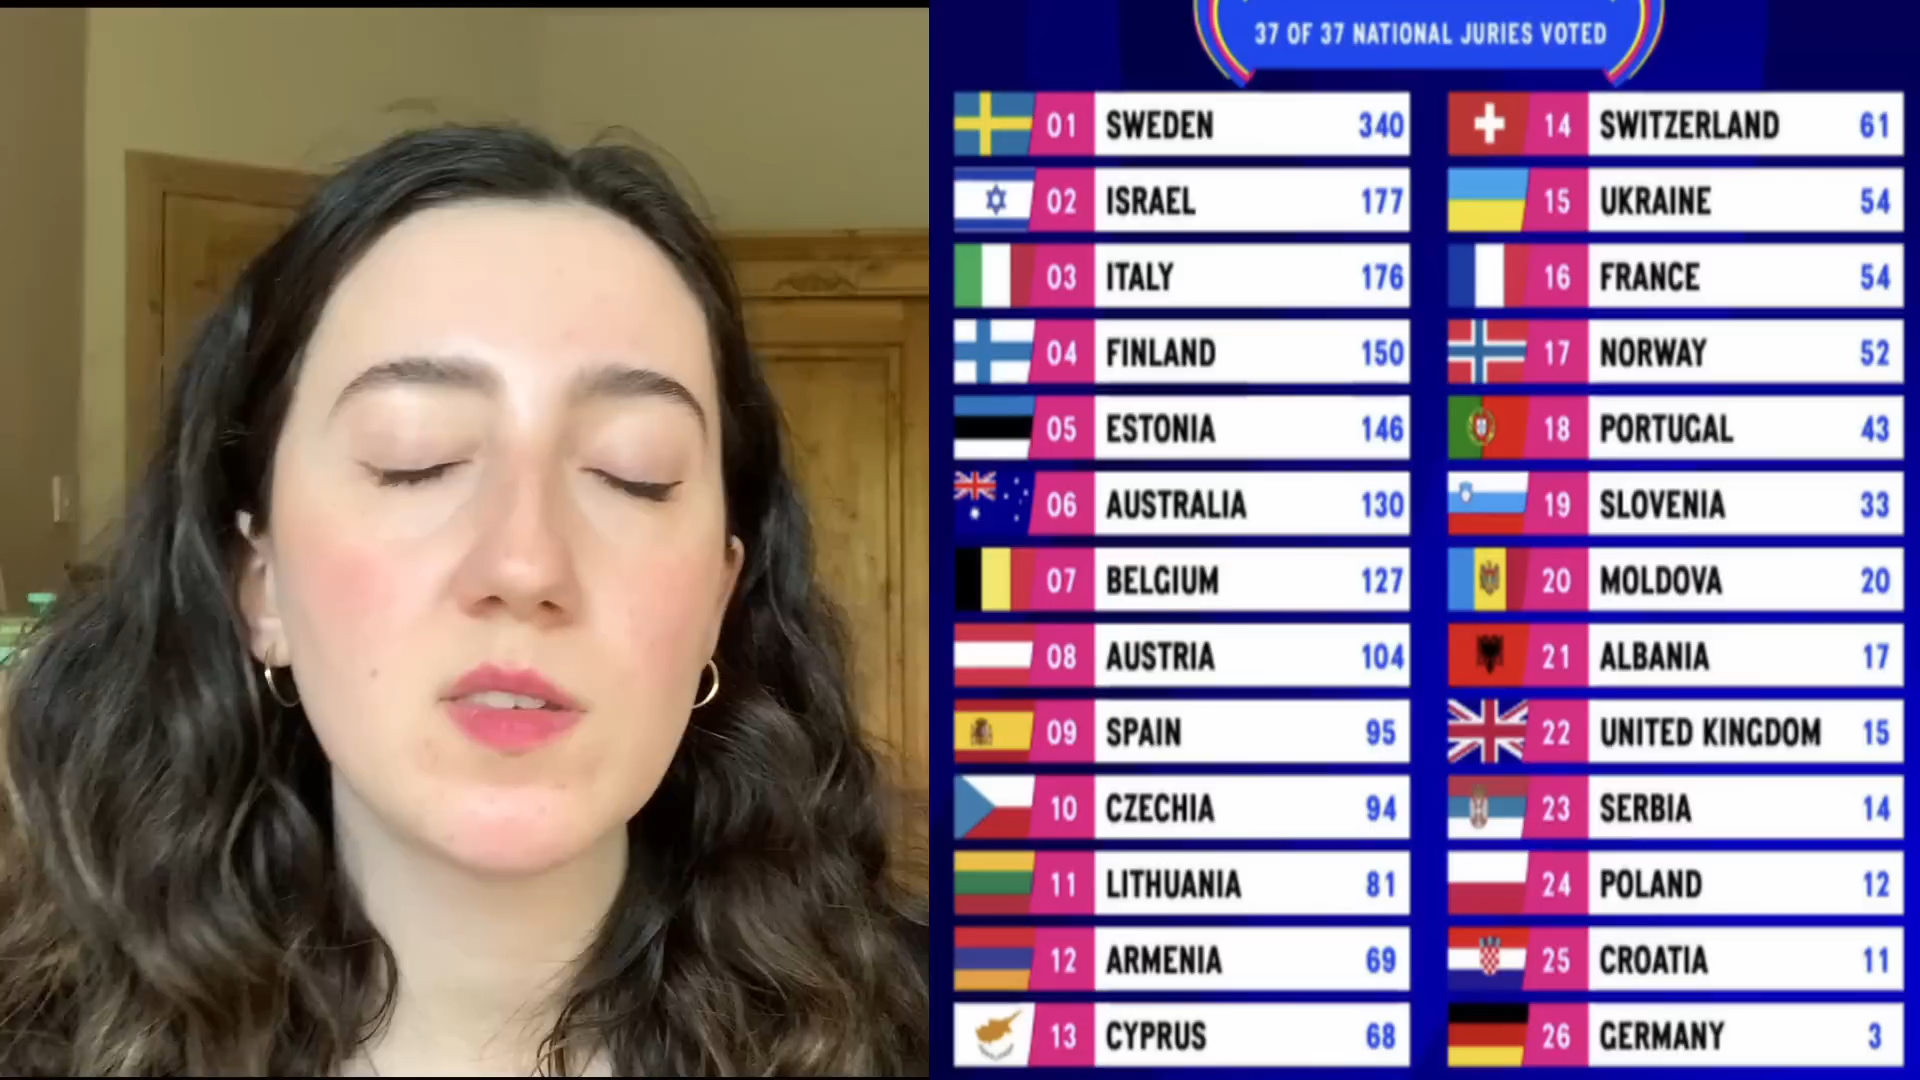 37 OF 37 NATIONAL JURIES VOTED
01 SWEDEN 340
02 ISRAEL 177
03 ITALY 176
04 FINLAND 150
05 ESTONIA 146
06 AUSTRALIA 130
07 BELGIUM 127
08 AUSTRIA 104
09 SPAIN 95
10 CZECHIA 94
11 LITHUANIA 81
12 ARMENIA 69
13 CYPRUS 68
14 SWITZERLAND 61
15 UKRAINE 54
16 FRANCE 54
17 NORWAY 52
18 PORTUGAL 43
19 SLOVENIA 33
20 MOLDOVA 20
21 ALBANIA 17
22 UNITED KINGDOM 15
23 SERBIA 14
24 POLAND 12
25 CROATIA 11
26 GERMANY 3